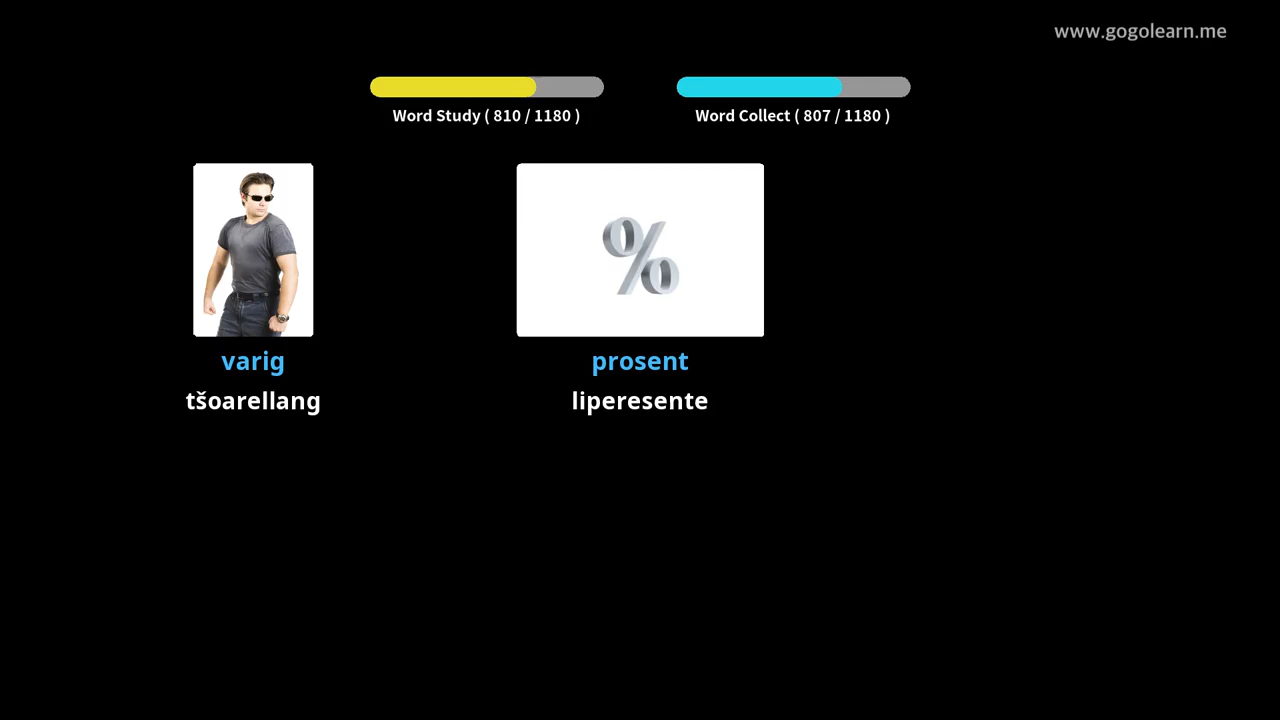 www.gogolearn.me
Word Study ( 810 / 1180 )
Word Collect ( 807 / 1180 )
%
varig
prosent
tšoarellang
liperesente